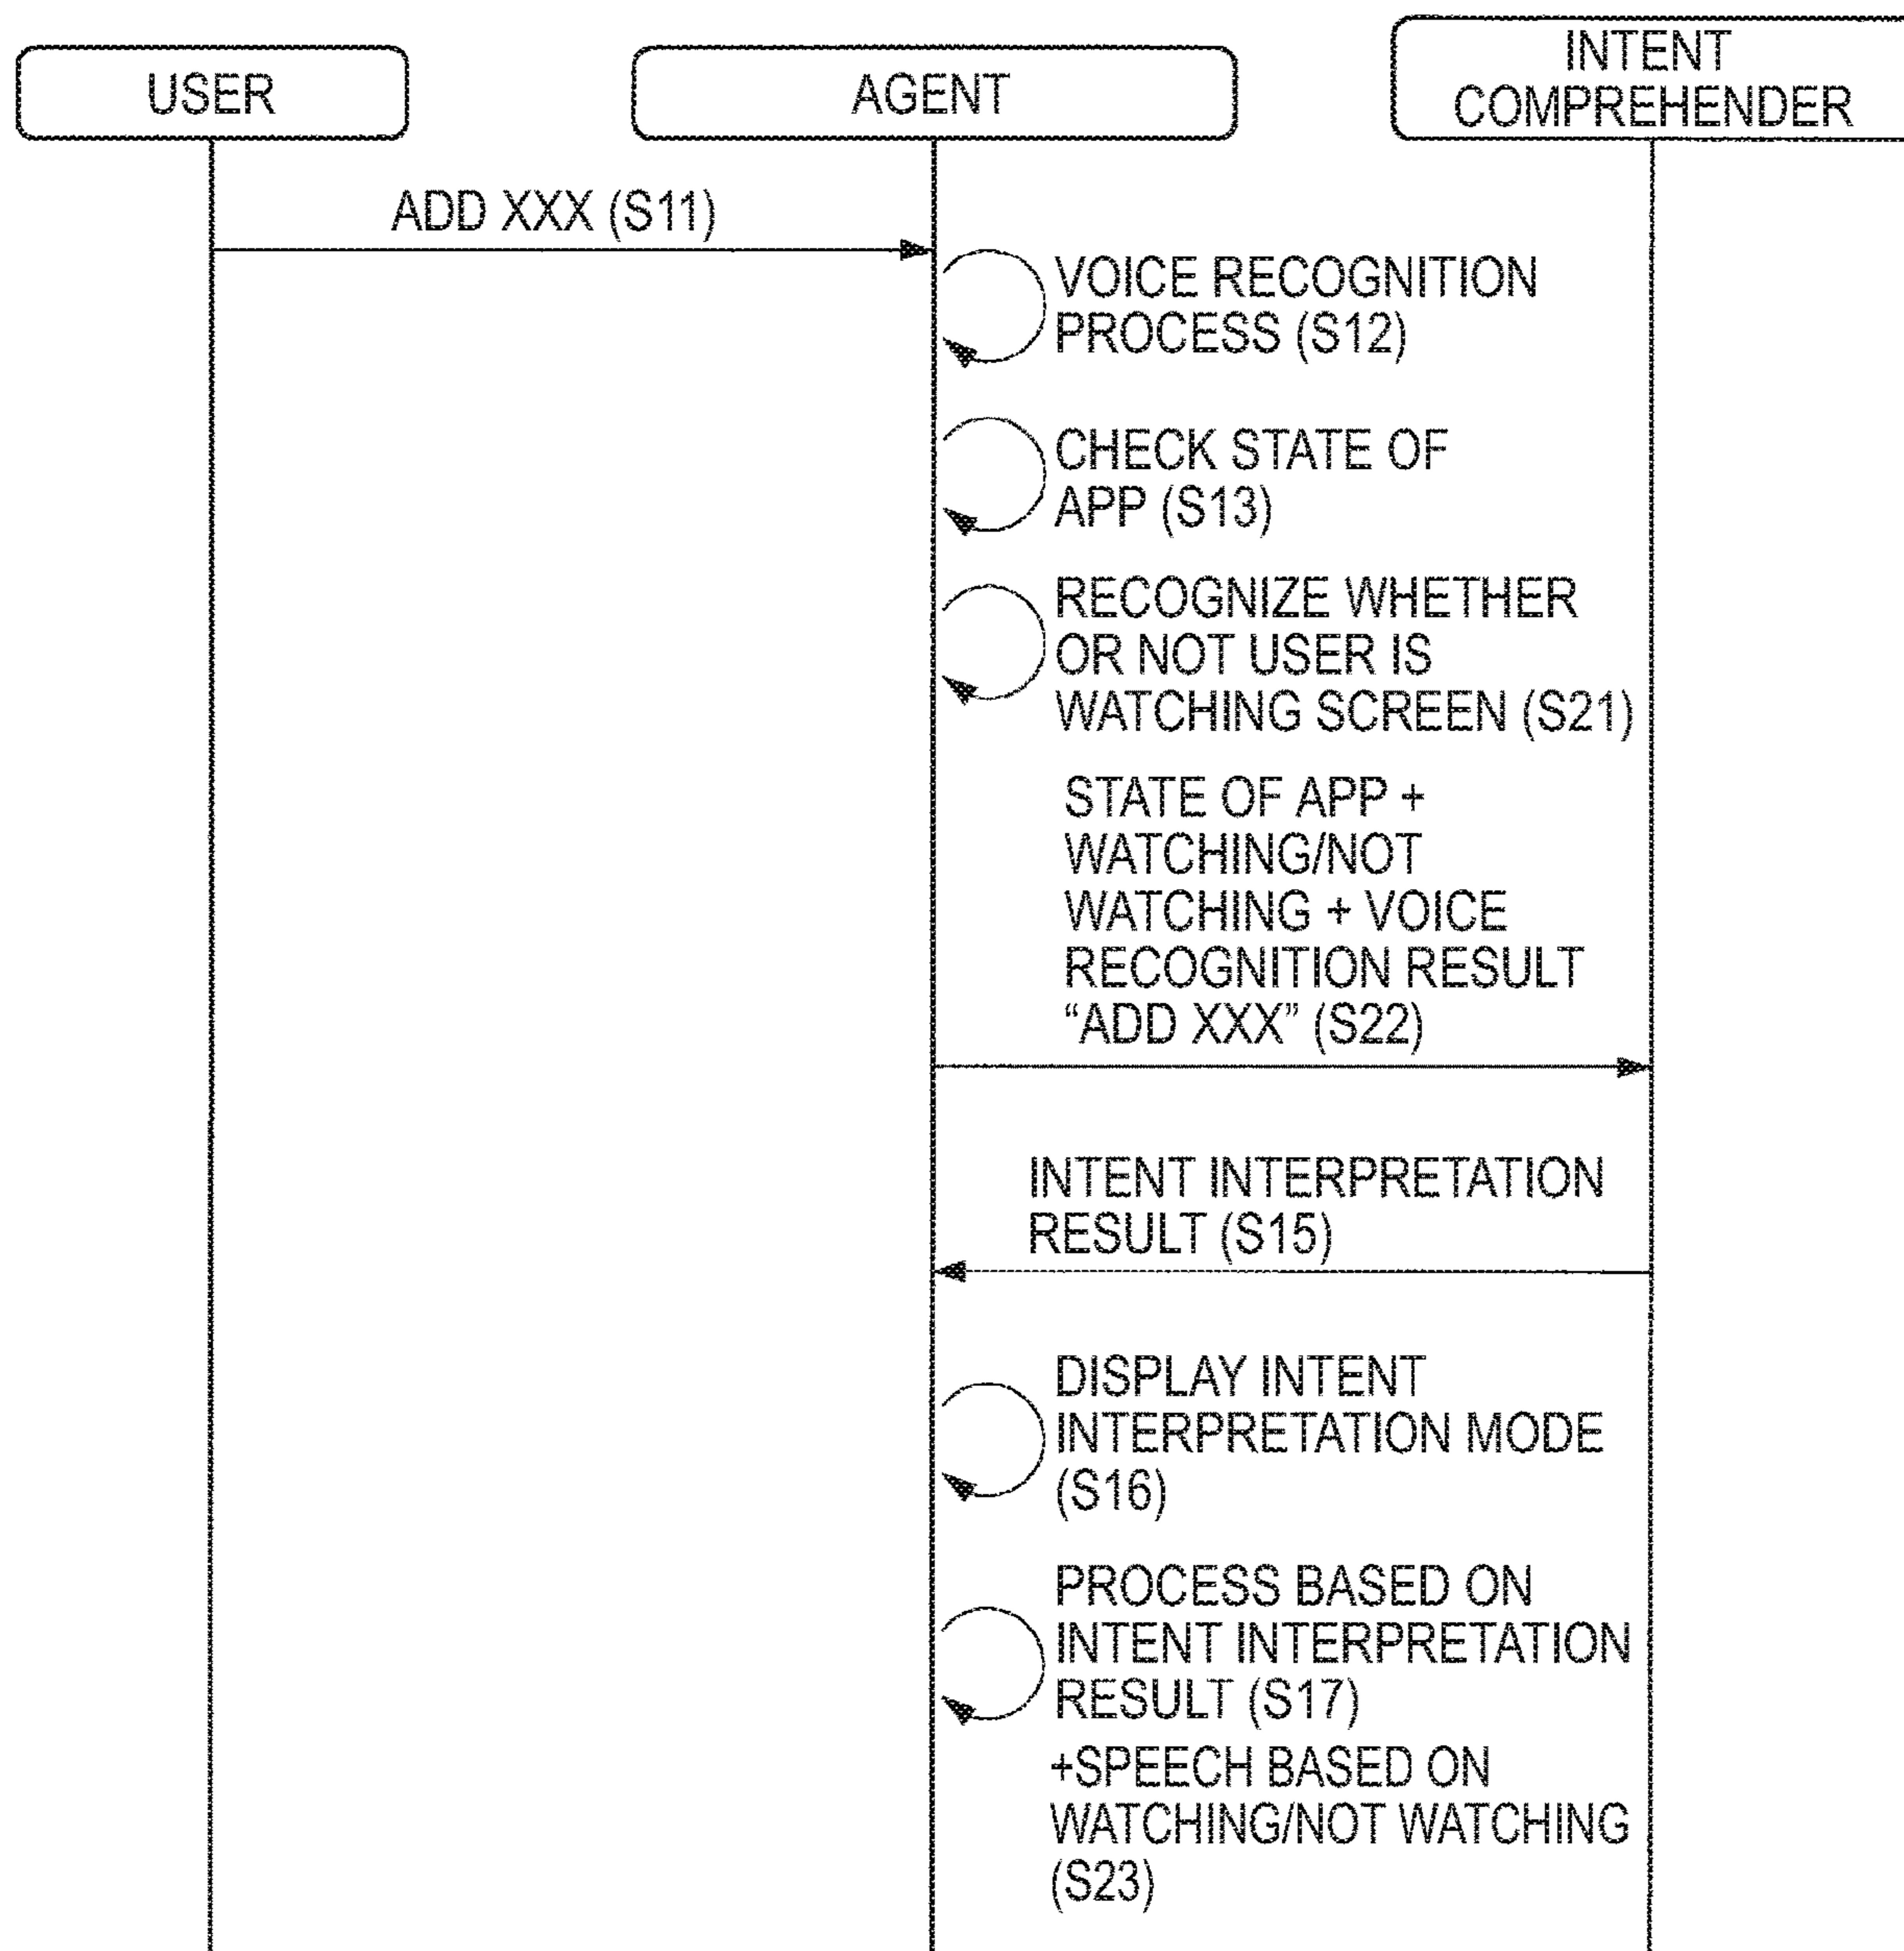 USER
AGENT
INTENT
COMPREHENDER
ADD XXX (S11)
VOICE RECOGNITION
PROCESS (S12)
CHECK STATE OF
APP (S13)
RECOGNIZE WHETHER
OR NOT USER IS
WATCHING SCREEN (S21)
STATE OF APP +
WATCHING/NOT
WATCHING + VOICE
RECOGNITION RESULT
“ADD XXX” (S22)
INTENT INTERPRETATION
RESULT (S15)
DISPLAY INTENT
INTERPRETATION MODE
(S16)
PROCESS BASED ON
INTENT INTERPRETATION
RESULT (S17)
+SPEECH BASED ON
WATCHING/NOT WATCHING
(S23)